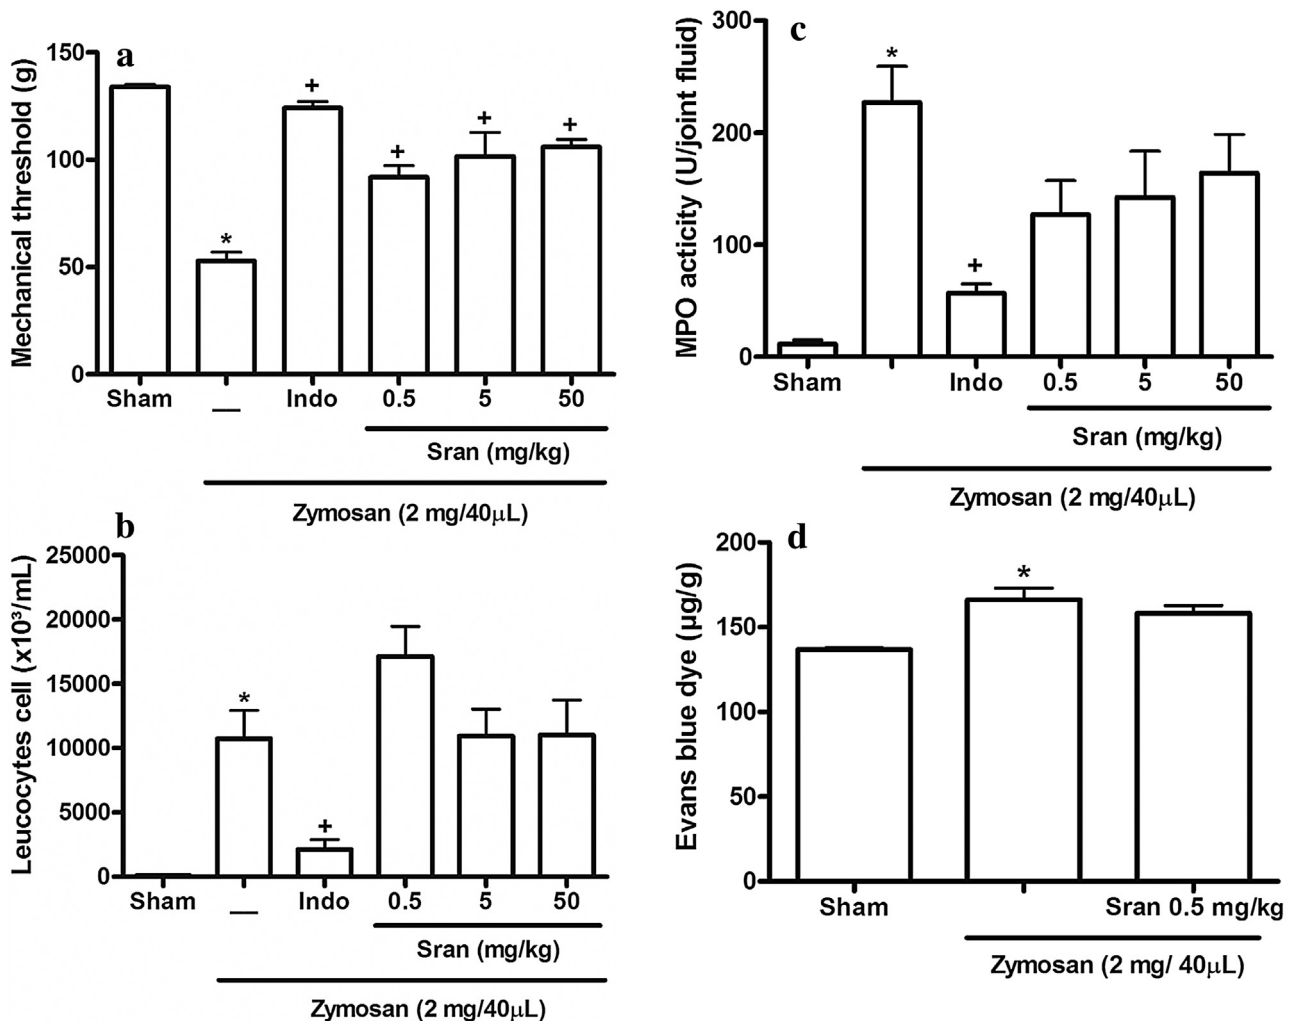 a
Mechanical threshold (g)
150
100
50
0
*
+
+
+
+
Sham
—
Indo
0.5
5
50
Sran (mg/kg)
Zymosan (2 mg/40µL)
c
MPO acticity (U/joint fluid)
300
200
100
0
*
+
Sham
Indo
0.5
5
50
Sran (mg/kg)
Zymosan (2 mg/40µL)
b
Leucocytes cell (x10³/mL)
25000
20000
15000
10000
5000
0
*
+
Sham
—
Indo
0.5
5
50
Sran (mg/kg)
Zymosan (2 mg/40µL)
d
Evans blue dye (µg/g)
200
150
100
50
0
*
Sham
Sran 0.5 mg/kg
Zymosan (2 mg/ 40µL)